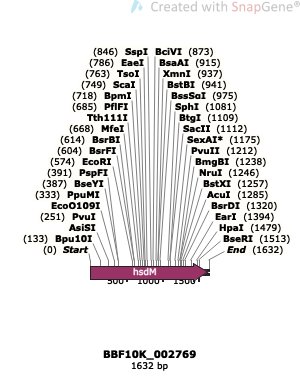 Created with SnapGene®
(846) SspI BciVI (873)
(786) EaeI BsaAI (915)
(763) TsoI XmnI (937)
(749) ScaI BstBI (941)
(718) BpmI BssSαI (975)
(685) PflFI SphI (1081)
Tth111I BtgI (1109)
(668) MfeI SacII (1112)
(614) BsrBI SexAI* (1175)
(604) BsrFI PvuII (1212)
(574) EcoRI BmgBI (1238)
(391) PspFI NruI (1246)
(387) BseYI BstXI (1257)
(333) PpuMI AcuI (1285)
EcoO109I BsrDI (1320)
(251) PvuI EarI (1394)
AsiSI HpaI (1479)
(133) Bpu10I BseRI (1513)
(0) Start End (1632)
hsdM
500 1000 1500
BBF10K_002769
1632 bp